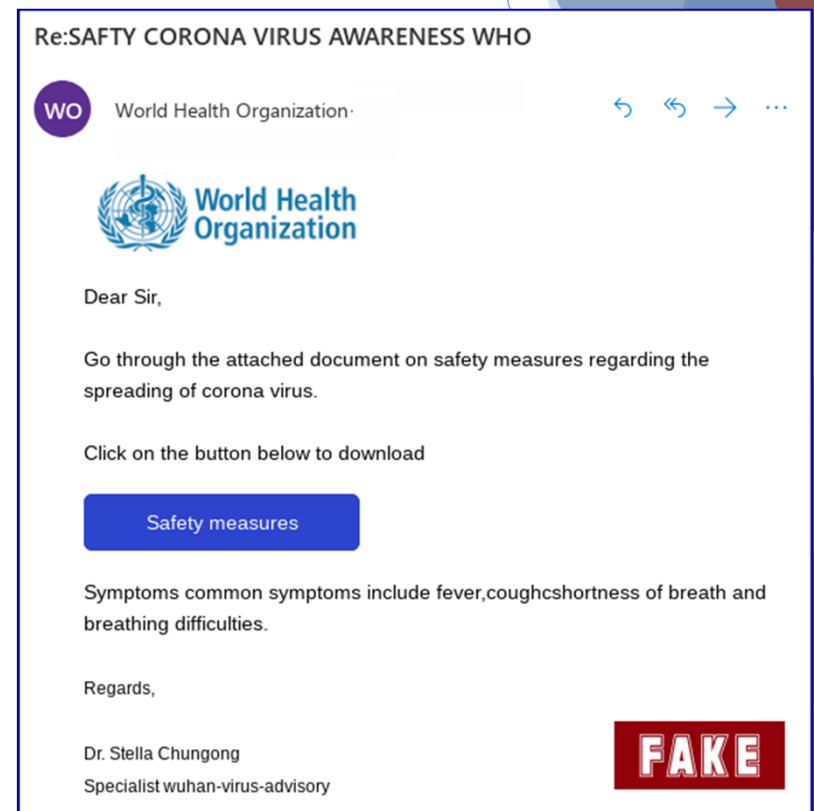 Re:SAFTY CORONA VIRUS AWARENESS WHO
WO
World Health Organization·
World Health
Organization
Dear Sir,
Go through the attached document on safety measures regarding the
spreading of corona virus.
Click on the button below to download
Safety measures
Symptoms common symptoms include fever,coughcshortness of breath and
breathing difficulties.
Regards,
Dr. Stella Chungong
Specialist wuhan-virus-advisory
FAKE